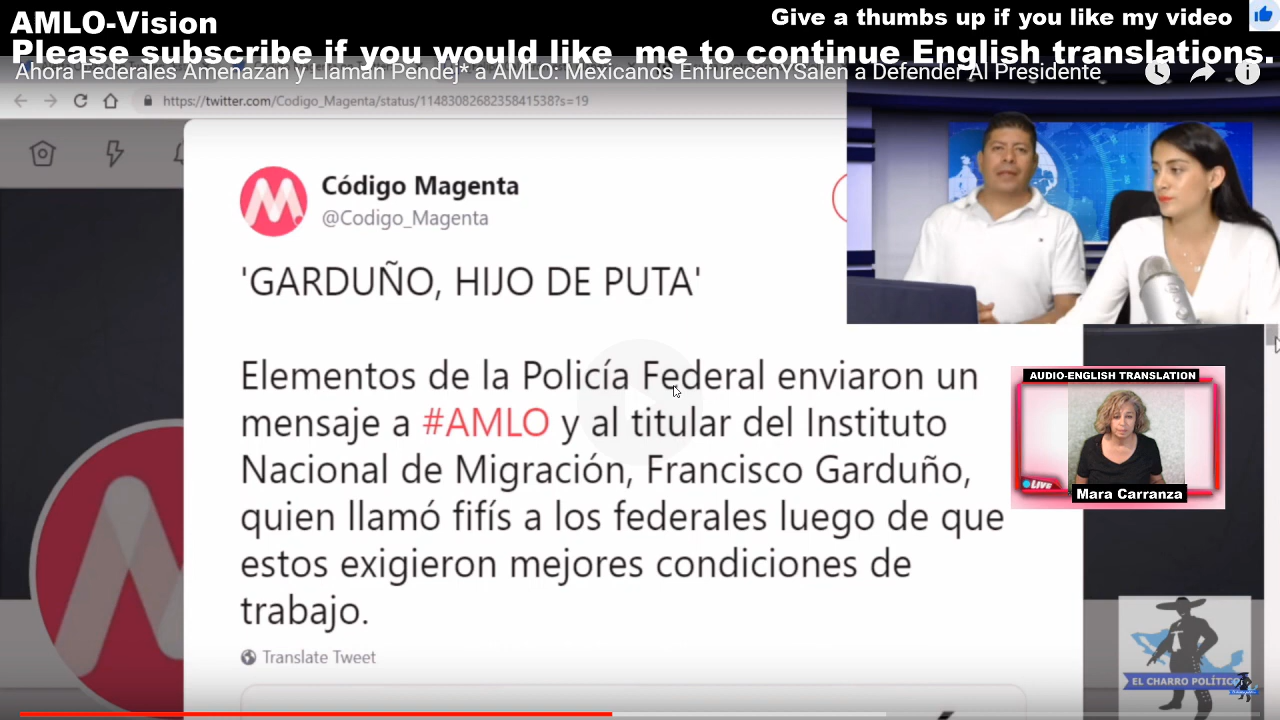 AMLO-Vision
Give a thumbs up if you like my video
Please subscribe if you would like me to continue English translations.
Ahora Federales Amenazan y Llaman Pendej* a AMLO: Mexicanos EnfurecenYSalen a Defender Al Presidente
https://twitter.com/Codigo_Magenta/status/1148308268235841538?s=19
Código Magenta
@Codigo_Magenta
'GARDUÑO, HIJO DE PUTA'
Elementos de la Policía Federal enviaron un
mensaje a #AMLO y al titular del Instituto
Nacional de Migración, Francisco Garduño,
quien llamó fifís a los federales luego de que
estos exigieron mejores condiciones de
trabajo.
Translate Tweet
AUDIO-ENGLISH TRANSLATION
Live
Mara Carranza
EL CHARRO POLÍTICO